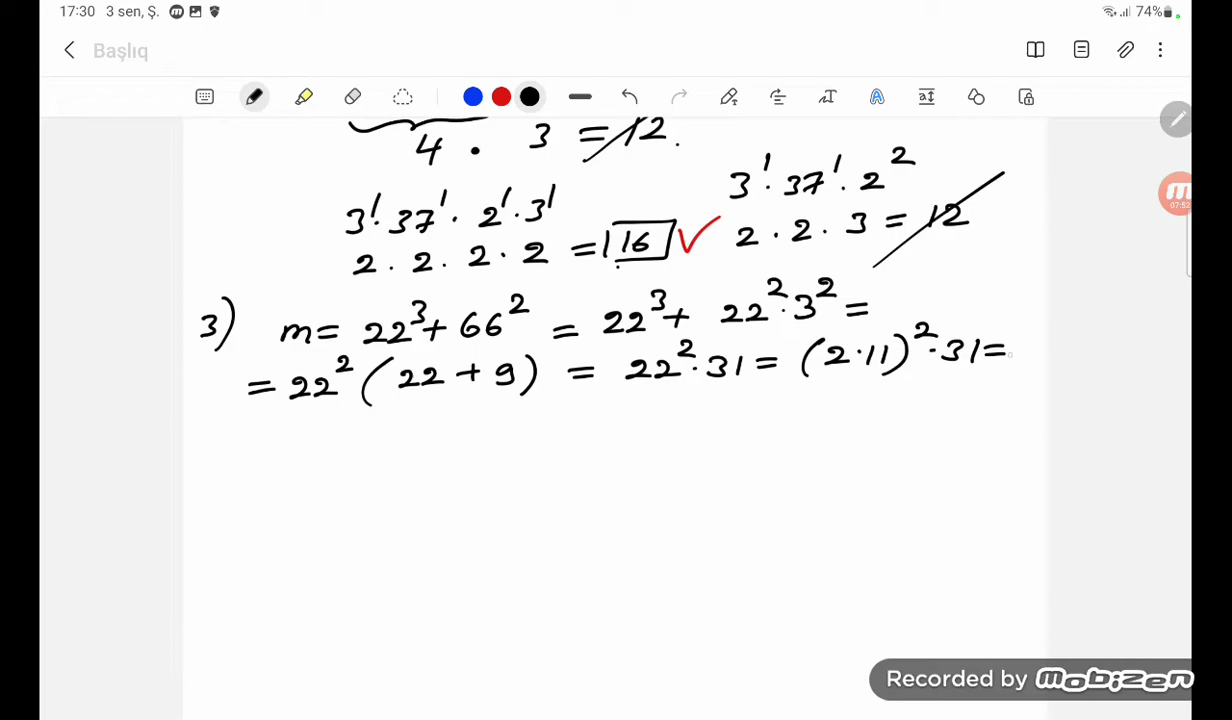 17:30 3 sen, Ş. 74%
Başlıq
4 · 3 = 12.
3¹·37¹·2¹·3¹
2·2·2·2 = 16
3¹·37¹·2²
2·2·3 = 12
3) m = 22³ + 66² = 22³ + 22²·3² =
= 22² (22 + 9) = 22²·31 = (2·11)²·31 =
07:52
Recorded by mobizen